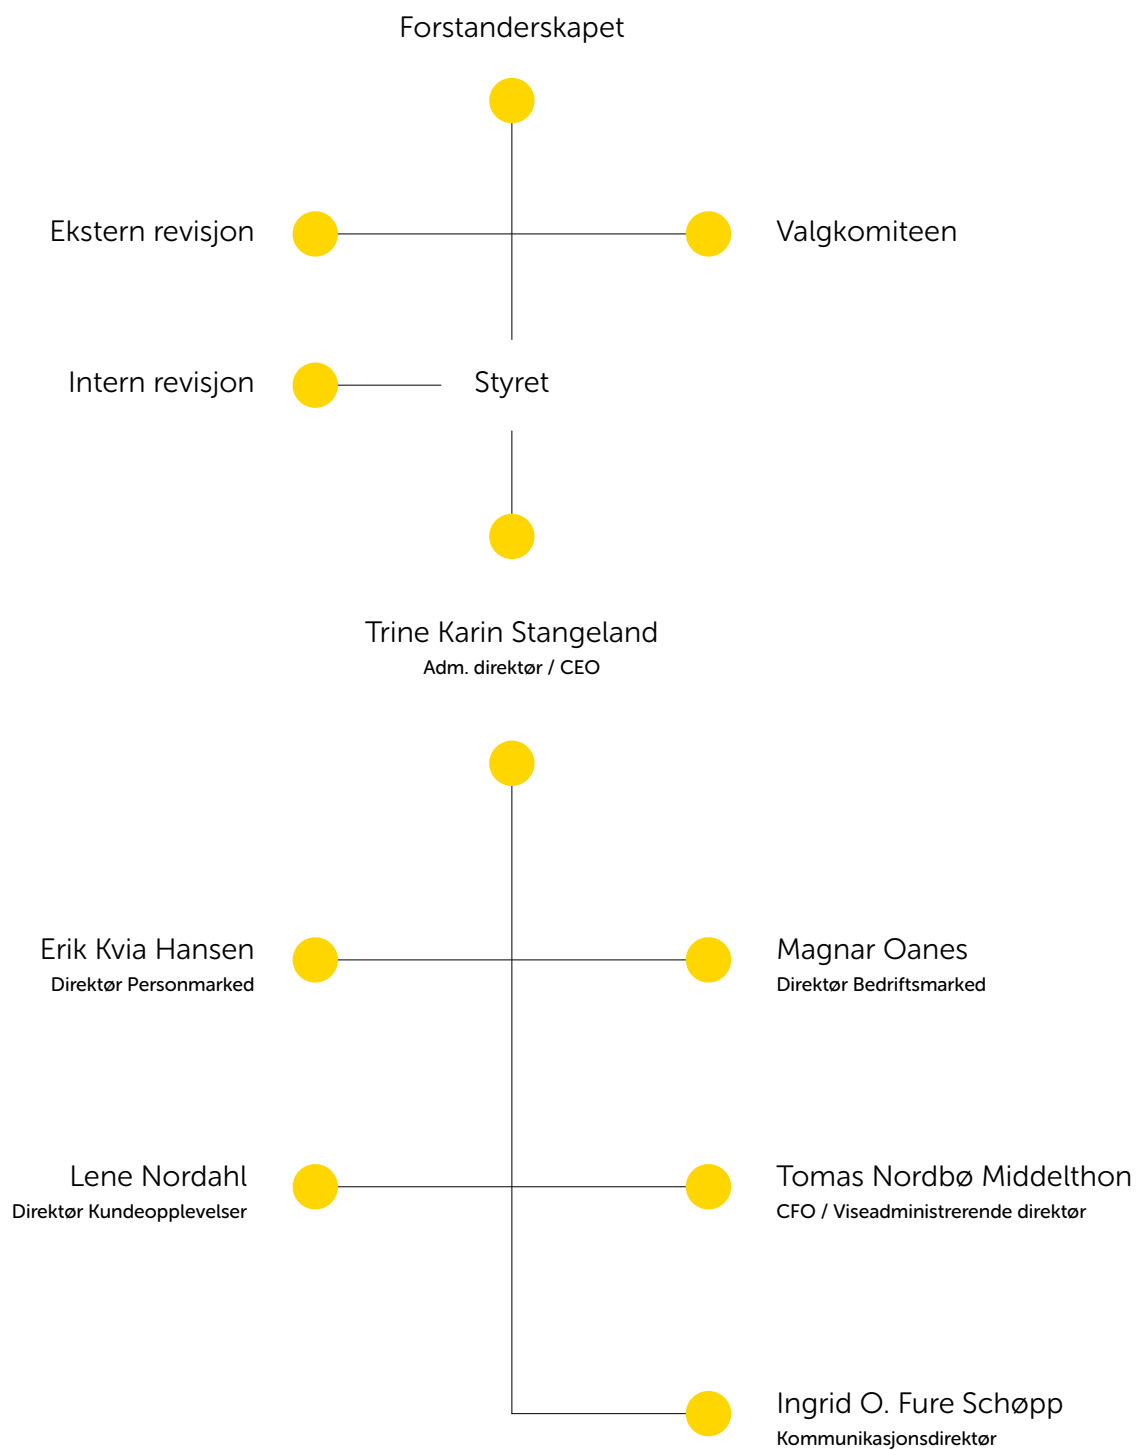 Forstanderskapet
Ekstern revisjon
Valgkomiteen
Intern revisjon
Styret
Trine Karin Stangeland
Adm. direktør / CEO
Erik Kvia Hansen
Direktør Personmarked
Magnar Oanes
Direktør Bedriftsmarked
Lene Nordahl
Direktør Kundeopplevelser
Tomas Nordbø Middelthon
CFO / Viseadministrerende direktør
Ingrid O. Fure Schøpp
Kommunikasjonsdirektør